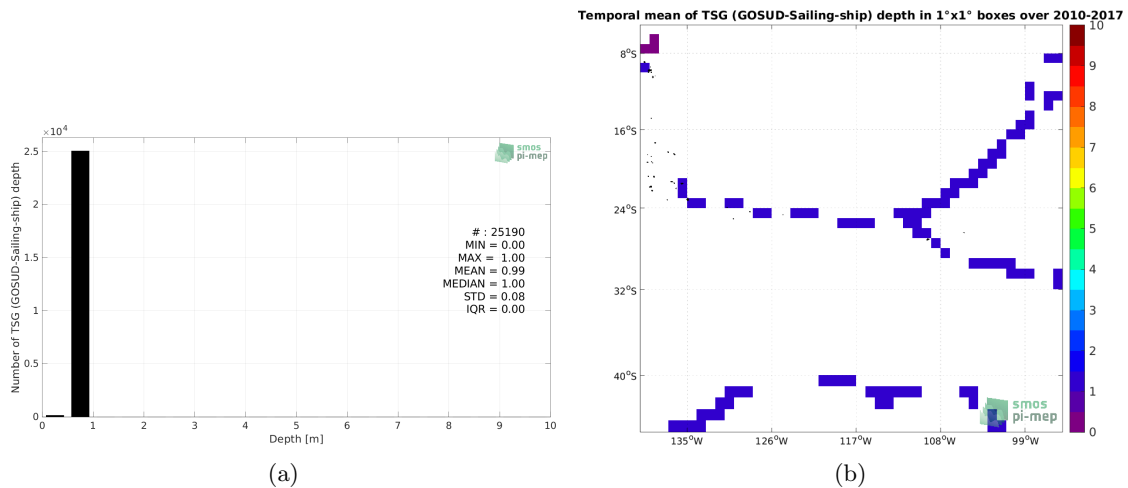 ×10⁴
2.5
2
1.5
1
0.5
0
0 1 2 3 4 5 6 7 8 9 10
Depth [m]
Number of TSG (GOSUD-Sailing-ship) depth
smos
pi-mep
# : 25190
MIN = 0.00
MAX = 1.00
MEAN = 0.99
MEDIAN = 1.00
STD = 0.08
IQR = 0.00
(a)
Temporal mean of TSG (GOSUD-Sailing-ship) depth in 1°x1° boxes over 2010-2017
8°S
16°S
24°S
32°S
40°S
135°W 126°W 117°W 108°W 99°W
smos
pi-mep
10
9
8
7
6
5
4
3
2
1
0
(b)